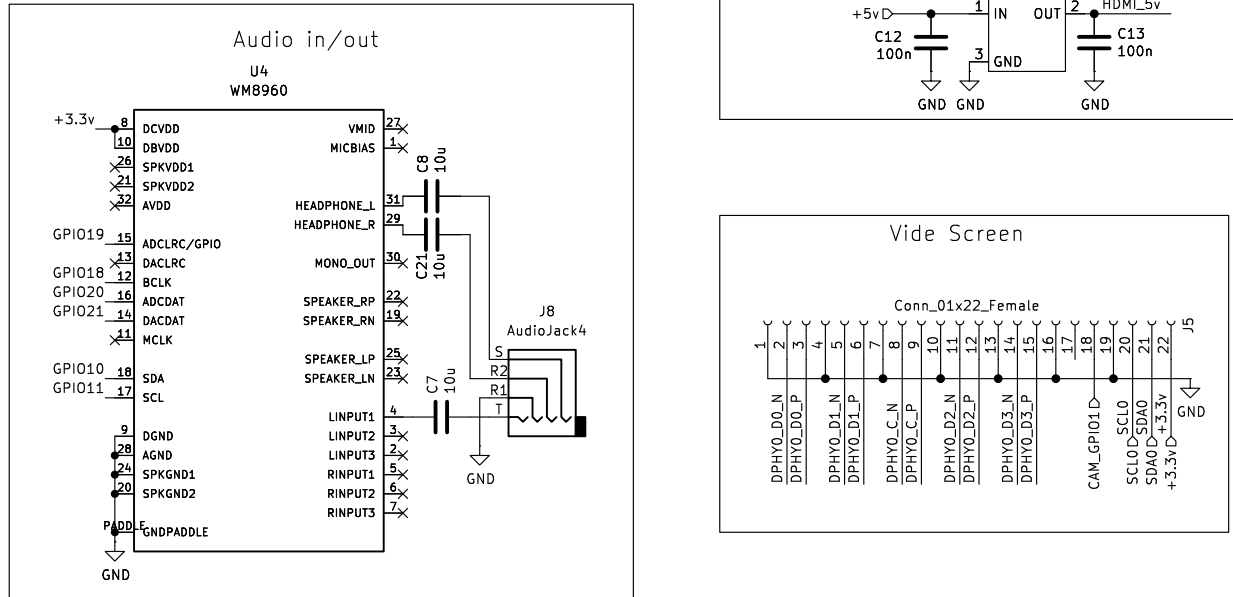 Audio in/out
U4
WM8960
+3.3v
8 DCVDD
10 DBVDD
26 SPKVDD1
21 SPKVDD2
32 AVDD
GPIO19 15 ADCLRC/GPIO
13 DACLRC
GPIO18 12 BCLK
GPIO20 16 ADCDAT
GPIO21 14 DACDAT
11 MCLK
GPIO10 18 SDA
GPIO11 17 SCL
9 DGND
28 AGND
24 SPKGND1
20 SPKGND2
PADDLE GNDPADDLE
GND
VMID 27
MICBIAS 1
HEADPHONE_L 31
HEADPHONE_R 29
MONO_OUT 30
SPEAKER_RP 22
SPEAKER_RN 19
SPEAKER_LP 25
SPEAKER_LN 23
LINPUT1 4
LINPUT2 3
LINPUT3 2
RINPUT1 5
RINPUT2 6
RINPUT3 7
C8
10u
C21
10u
C7
10u
J8
AudioJack4
S
R2
R1
T
GND
+5v
1 IN
OUT 2
HDMI_5v
3 GND
C12
100n
C13
100n
GND
GND
GND
Vide Screen
Conn_01x22_Female
J5
1
2
3
4
5
6
7
8
9
10
11
12
13
14
15
16
17
18
19
20
21
22
DPHY0_D0_N
DPHY0_D0_P
DPHY0_D1_N
DPHY0_D1_P
DPHY0_C_N
DPHY0_C_P
DPHY0_D2_N
DPHY0_D2_P
DPHY0_D3_N
DPHY0_D3_P
CAM_GPIO1
SCL0
SCL0
SDA0
SDA0
+3.3v
+3.3v
GND